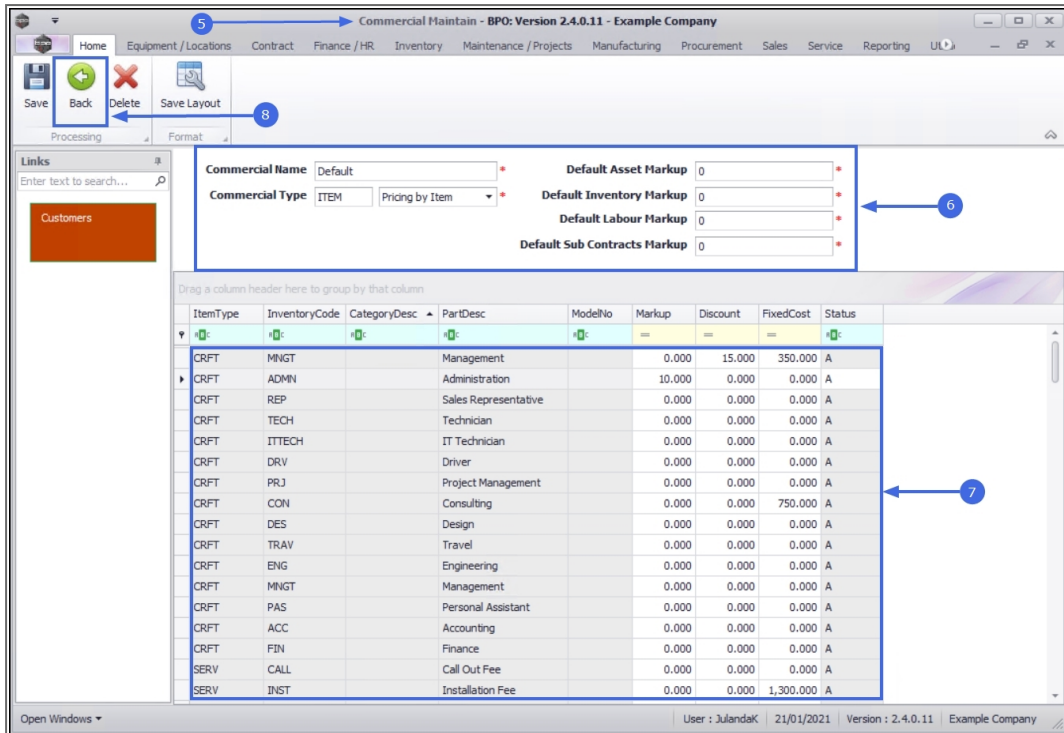 5
Commercial Maintain - BPO: Version 2.4.0.11 - Example Company
Home Equipment / Locations Contract Finance / HR Inventory Maintenance / Projects Manufacturing Procurement Sales Service Reporting
Save Back Delete Save Layout
8
Processing Format
Links
Enter text to search...
Customers
Commercial Name Default * Default Asset Markup 0 *
Commercial Type ITEM Pricing by Item * Default Inventory Markup 0 *
Default Labour Markup 0 *
Default Sub Contracts Markup 0 *
6
Drag a column header here to group by that column
ItemType InventoryCode CategoryDesc PartDesc ModelNo Markup Discount FixedCost Status
CRFT MNGT Management 0.000 15.000 350.000 A
CRFT ADMN Administration 10.000 0.000 0.000 A
CRFT REP Sales Representative 0.000 0.000 0.000 A
CRFT TECH Technician 0.000 0.000 0.000 A
CRFT ITTECH IT Technician 0.000 0.000 0.000 A
CRFT DRV Driver 0.000 0.000 0.000 A
CRFT PRJ Project Management 0.000 0.000 0.000 A
CRFT CON Consulting 0.000 0.000 750.000 A
7
CRFT DES Design 0.000 0.000 0.000 A
CRFT TRAV Travel 0.000 0.000 0.000 A
CRFT ENG Engineering 0.000 0.000 0.000 A
CRFT MNGT Management 0.000 0.000 0.000 A
CRFT PAS Personal Assistant 0.000 0.000 0.000 A
CRFT ACC Accounting 0.000 0.000 0.000 A
CRFT FIN Finance 0.000 0.000 0.000 A
SERV CALL Call Out Fee 0.000 0.000 0.000 A
SERV INST Installation Fee 0.000 0.000 1,300.000 A
Open Windows User : JulandaK 21/01/2021 Version : 2.4.0.11 Example Company